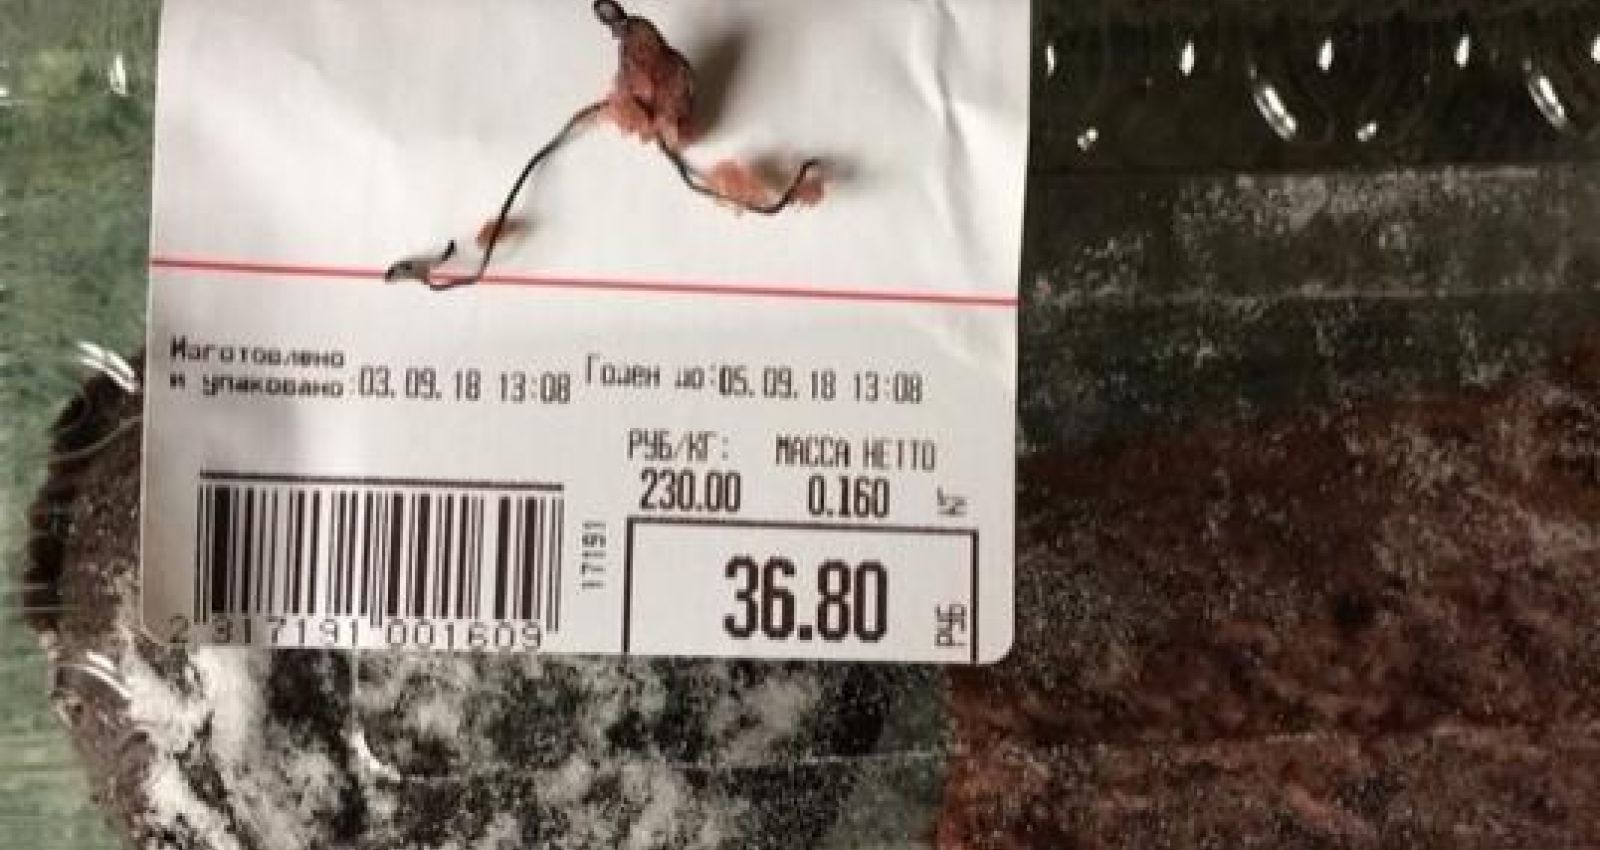 Изготовлено
и упаковано:03.09.18 13:08 Годен до:05.09.18 13:08
РУБ/КГ: МАССА НЕТТО
230.00 0.160 КГ
17191
36.80 РУБ
2 317191 001609